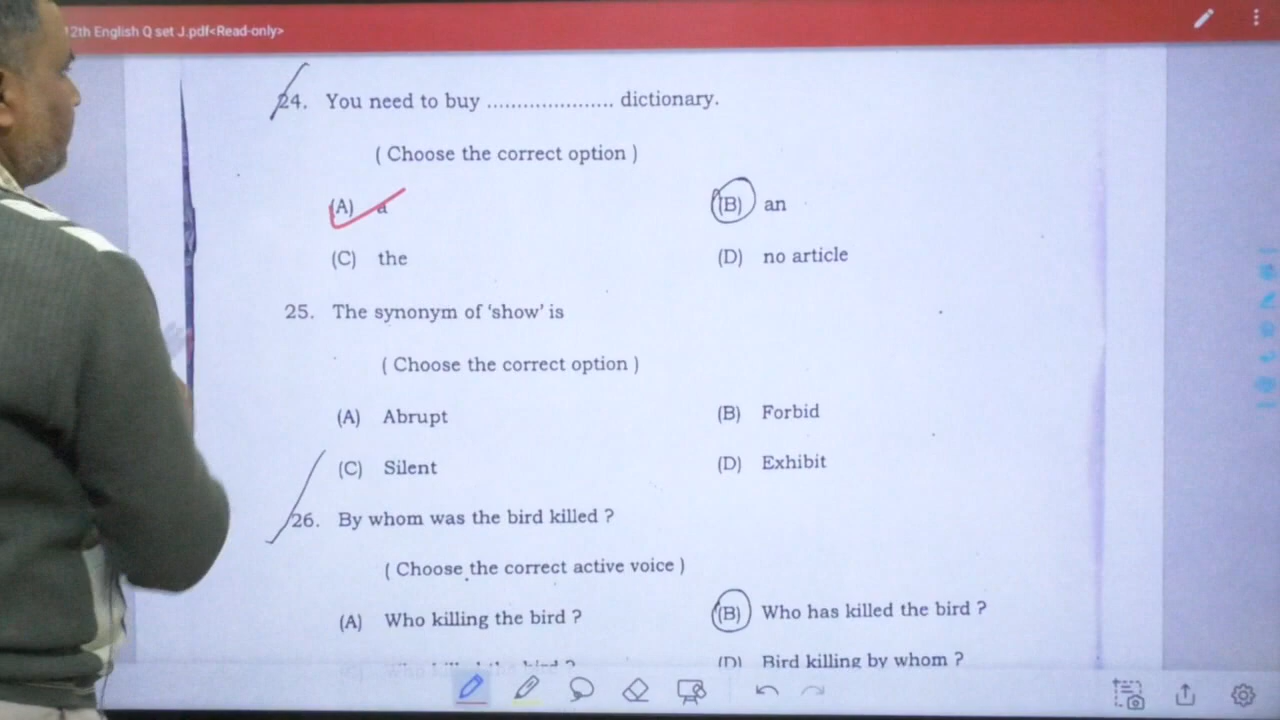 12th English Q set J.pdf<Read-only>
24. You need to buy ..................... dictionary.
( Choose the correct option )
(A) a
(B) an
(C) the
(D) no article
25. The synonym of ‘show’ is
( Choose the correct option )
(A) Abrupt
(B) Forbid
(C) Silent
(D) Exhibit
26. By whom was the bird killed ?
( Choose the correct active voice )
(A) Who killing the bird ?
(B) Who has killed the bird ?
(D) Bird killing by whom ?